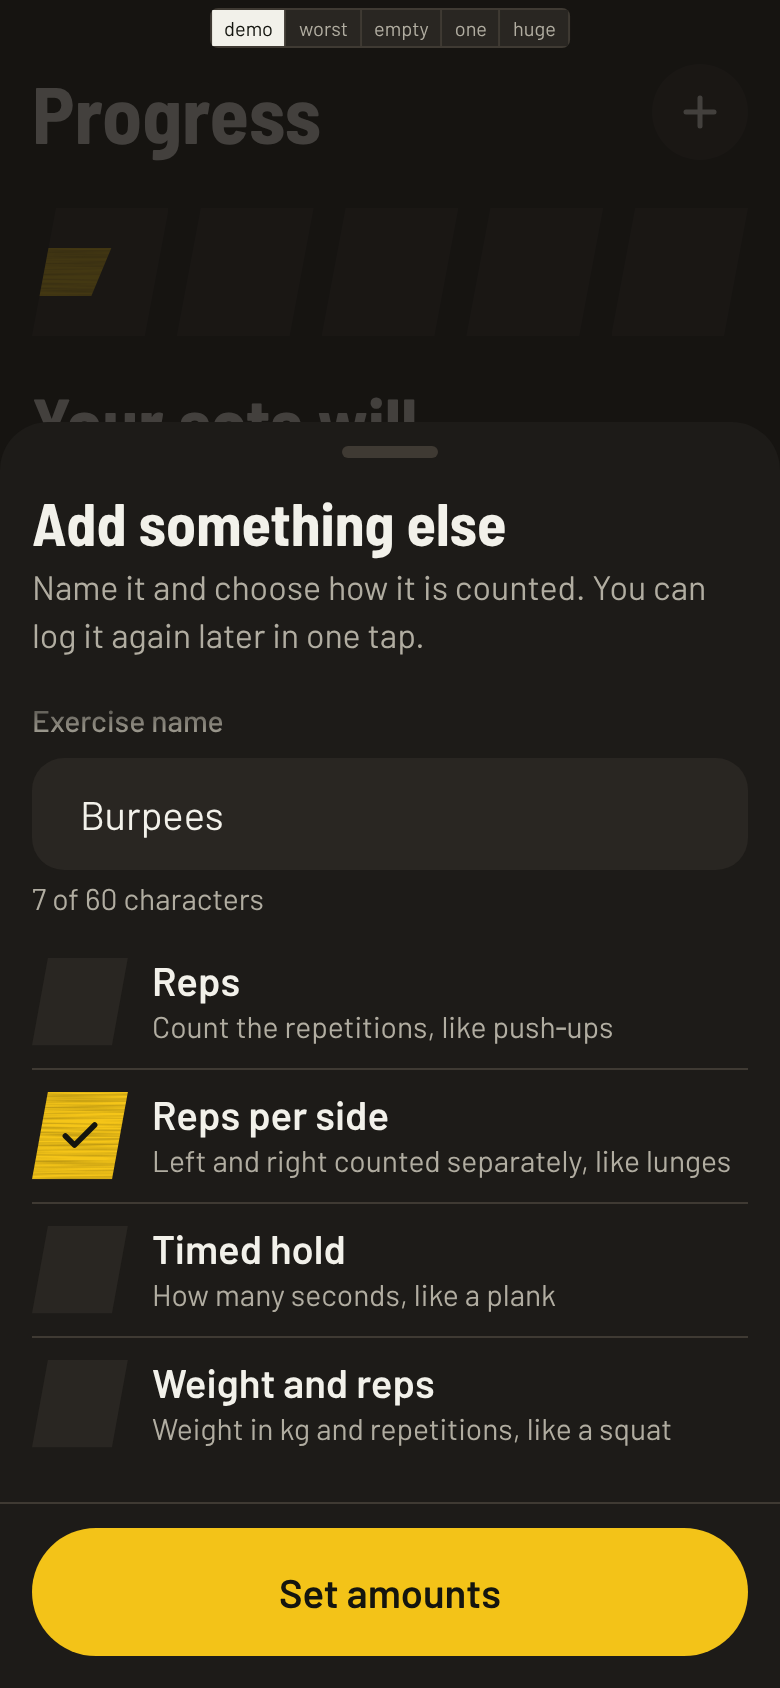 demo worst empty one huge
Progress
Your sets will
Add something else
Name it and choose how it is counted. You can
log it again later in one tap.
Exercise name
Burpees
7 of 60 characters
Reps
Count the repetitions, like push-ups
Reps per side
Left and right counted separately, like lunges
Timed hold
How many seconds, like a plank
Weight and reps
Weight in kg and repetitions, like a squat
Set amounts